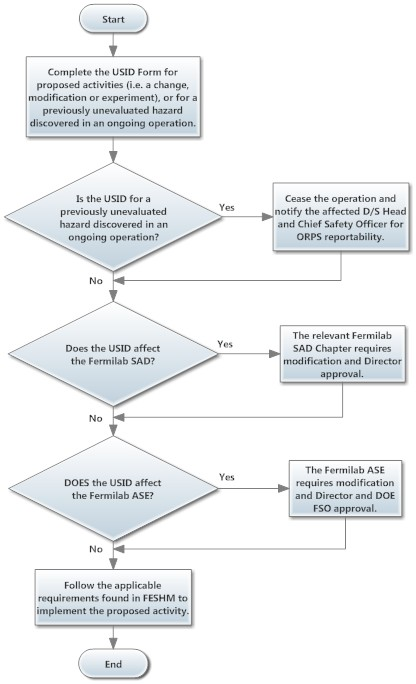 Start
Complete the USID Form for
proposed activities (i.e. a change,
modification or experiment), or for a
previously unevaluated hazard
discovered in an ongoing operation.
Is the USID for a
previously unevaluated
hazard discovered in an
ongoing operation?
Yes
Cease the operation and
notify the affected D/S Head
and Chief Safety Officer for
ORPS reportability.
No
Does the USID affect
the Fermilab SAD?
Yes
The relevant Fermilab
SAD Chapter requires
modification and Director
approval.
No
DOES the USID affect
the Fermilab ASE?
Yes
The Fermilab ASE
requires modification
and Director and DOE
FSO approval.
No
Follow the applicable
requirements found in FESHM to
implement the proposed activity.
End